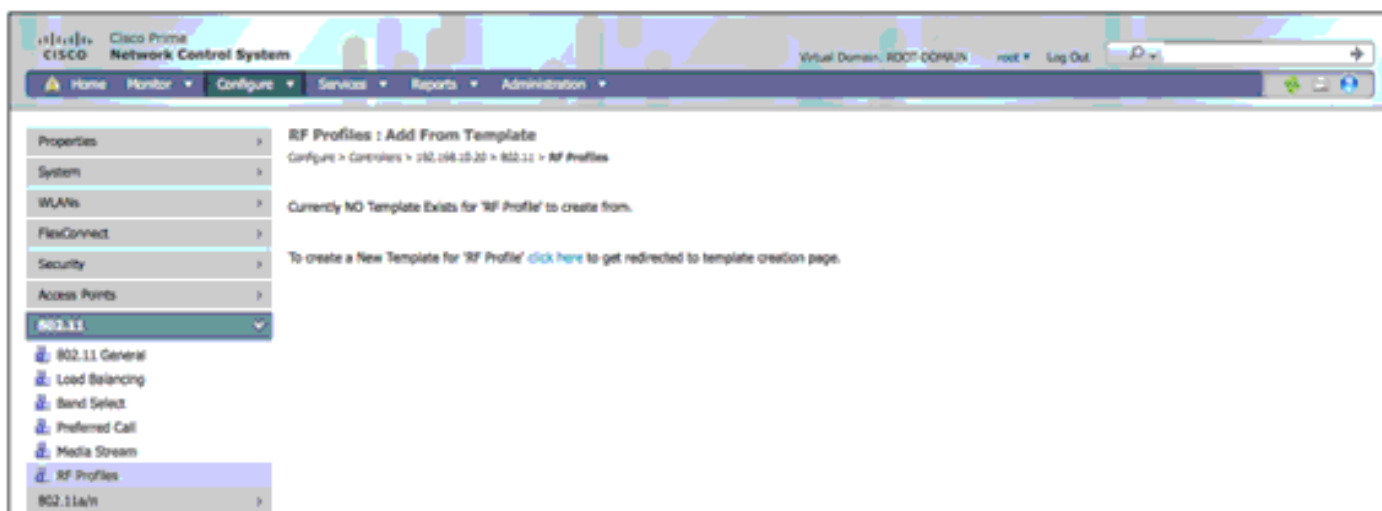 Cisco Prime
CISCO Network Control System
Virtual Domain: ROOT-DOMAIN root Log Out
Home Monitor Configure Services Reports Administration
Properties
System
WLANs
FlexConnect
Security
Access Points
802.11
802.11 General
Load Balancing
Band Select
Preferred Call
Media Stream
RF Profiles
802.11a/n
RF Profiles : Add From Template
Configure > Controllers > 192.168.10.20 > 802.11 > RF Profiles
Currently NO Template Exists for 'RF Profile' to create from.
To create a New Template for 'RF Profile' click here to get redirected to template creation page.